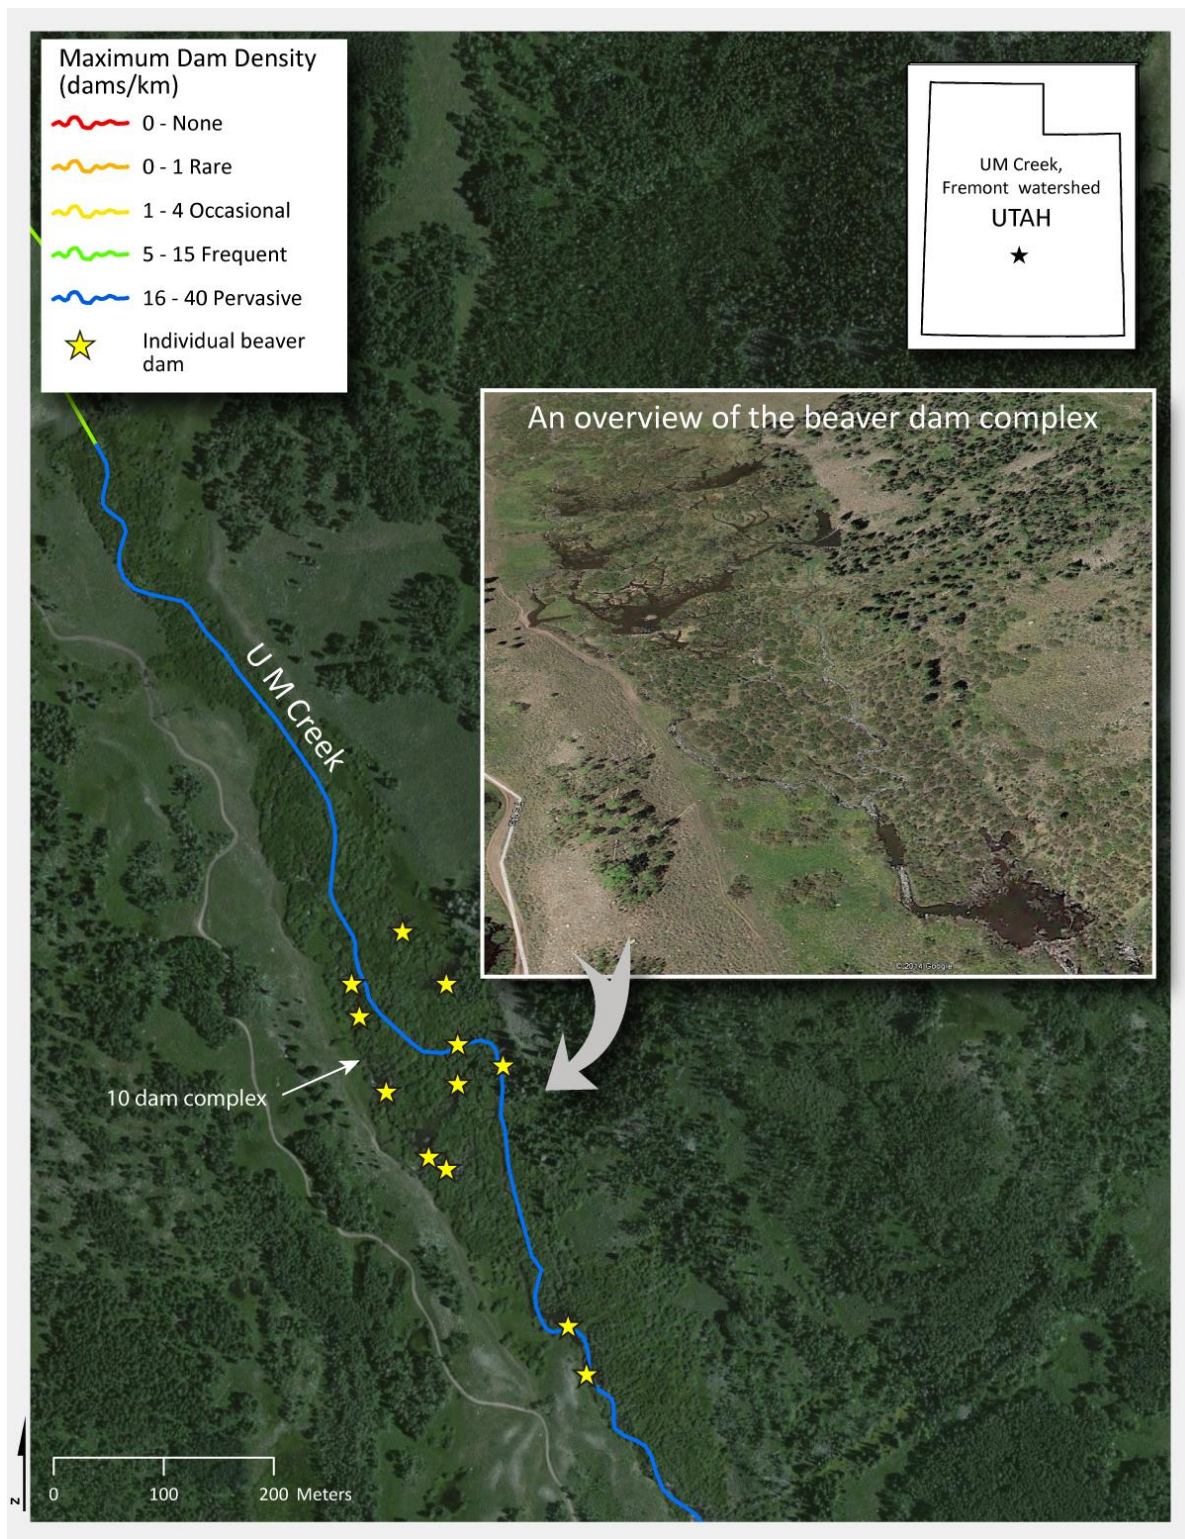 Maximum Dam Density
(dams/km)
0 - None
0 - 1 Rare
1 - 4 Occasional
5 - 15 Frequent
16 - 40 Pervasive
Individual beaver
dam
UM Creek,
Fremont watershed
UTAH
An overview of the beaver dam complex
© 2014 Google
U M Creek
10 dam complex
0 100 200 Meters
N